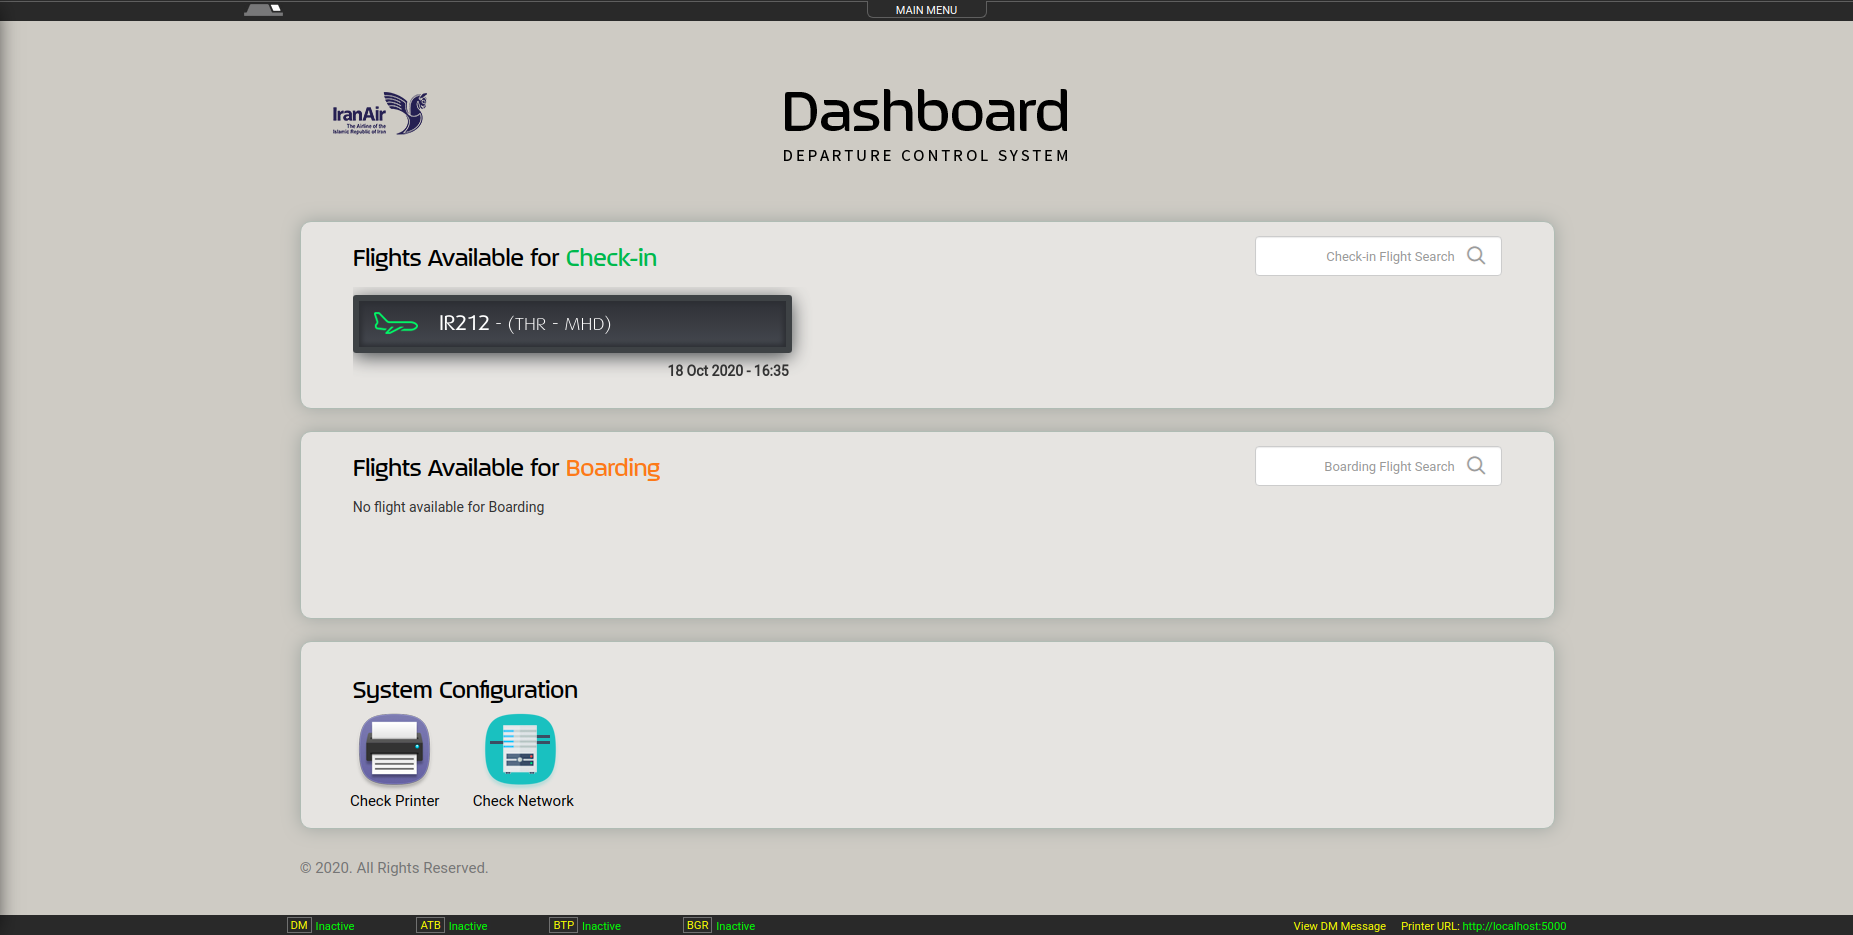 MAIN MENU
IranAir
The Airline of the
Islamic Republic of Iran
Dashboard
DEPARTURE CONTROL SYSTEM
Flights Available for Check-in
Check-in Flight Search
IR212 - (THR - MHD)
18 Oct 2020 - 16:35
Flights Available for Boarding
Boarding Flight Search
No flight available for Boarding
System Configuration
Check Printer
Check Network
© 2020. All Rights Reserved.
DM Inactive ATB Inactive BTP Inactive BGR Inactive View DM Message Printer URL: http://localhost:5000